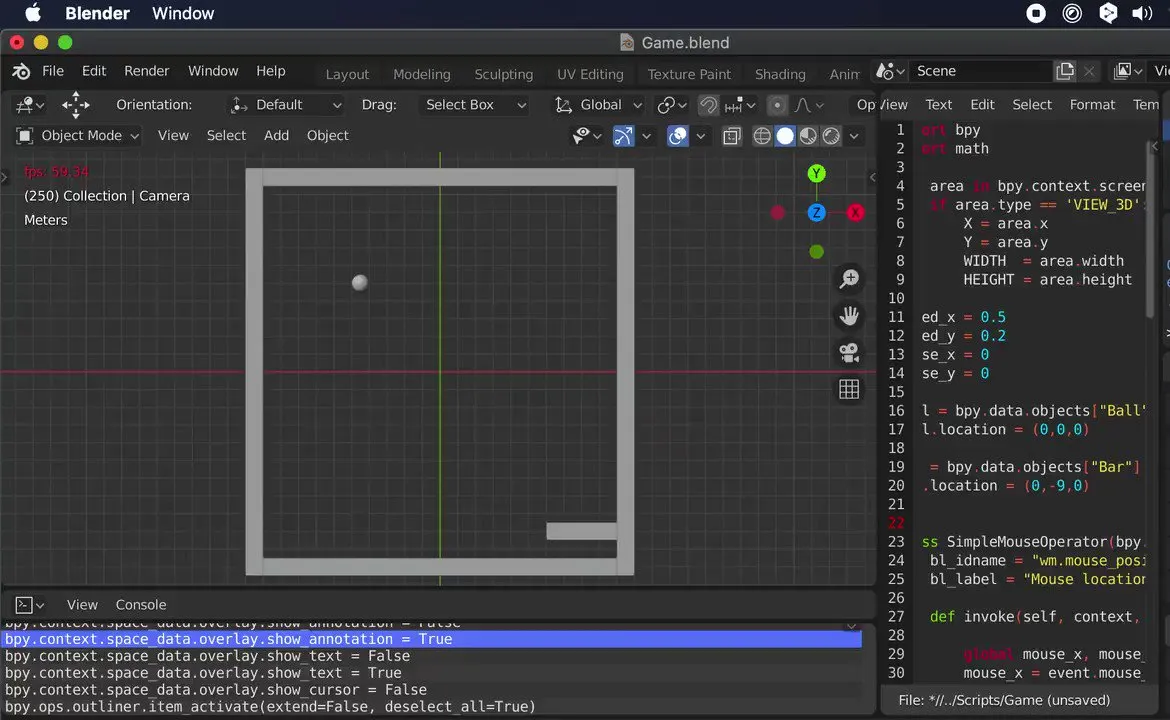 Blender Window
Game.blend
File Edit Render Window Help Layout Modeling Sculpting UV Editing Texture Paint Shading Anim Scene Vi
Orientation: Default Drag: Select Box Global Op
Object Mode View Select Add Object
fps: 59.34
(250) Collection | Camera
Meters
Y
Z X
View Text Edit Select Format Tem
1 ort bpy
2 ort math
3
4 area in bpy.context.screen
5 if area.type == 'VIEW_3D':
6 X = area.x
7 Y = area.y
8 WIDTH = area.width
9 HEIGHT = area.height
10
11 ed_x = 0.5
12 ed_y = 0.2
13 se_x = 0
14 se_y = 0
15
16 l = bpy.data.objects["Ball"
17 l.location = (0,0,0)
18
19 = bpy.data.objects["Bar"]
20 .location = (0,-9,0)
21
22
23 ss SimpleMouseOperator(bpy.
24 bl_idname = "wm.mouse_posi
25 bl_label = "Mouse location
26
27 def invoke(self, context,
28
29 global mouse_x, mouse_
30 mouse_x = event.mouse_
File: *//../Scripts/Game (unsaved)
View Console
bpy.context.space_data.overlay.show_annotation = False
bpy.context.space_data.overlay.show_annotation = True
bpy.context.space_data.overlay.show_text = False
bpy.context.space_data.overlay.show_text = True
bpy.context.space_data.overlay.show_cursor = False
bpy.ops.outliner.item_activate(extend=False, deselect_all=True)